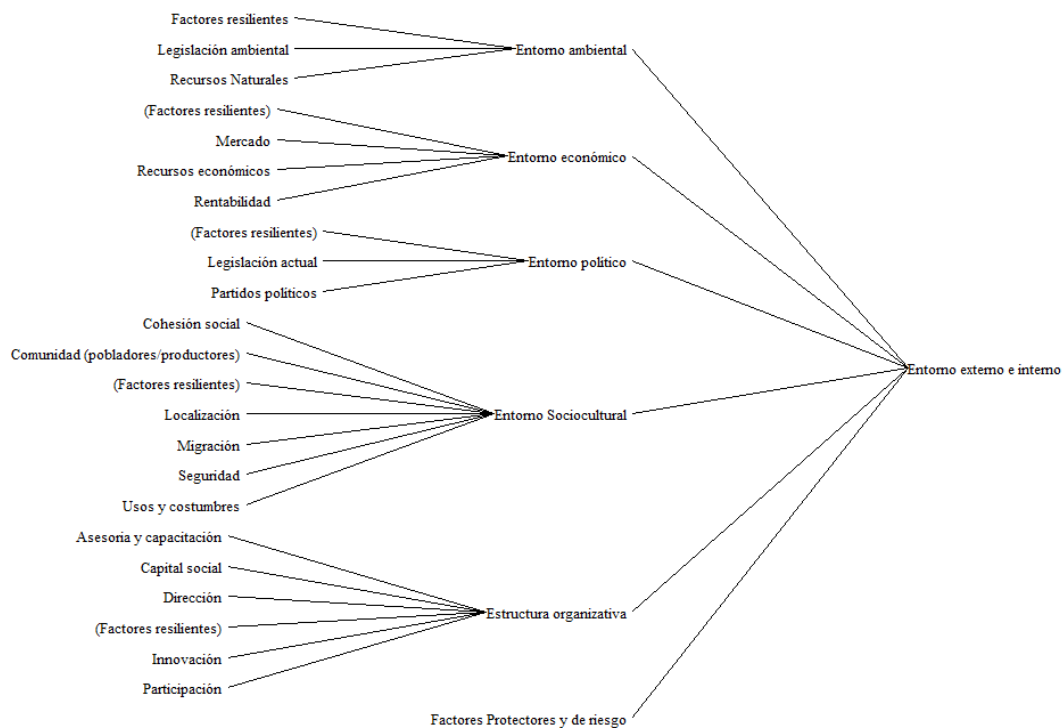 Factores resilientes
Legislación ambiental
Recursos Naturales
Entorno ambiental
(Factores resilientes)
Mercado
Recursos económicos
Rentabilidad
Entorno económico
(Factores resilientes)
Legislación actual
Partidos políticos
Entorno político
Cohesión social
Comunidad (pobladores/productores)
(Factores resilientes)
Localización
Migración
Seguridad
Usos y costumbres
Entorno Sociocultural
Asesoria y capacitación
Capital social
Dirección
(Factores resilientes)
Innovación
Participación
Estructura organizativa
Factores Protectores y de riesgo
Entorno externo e interno